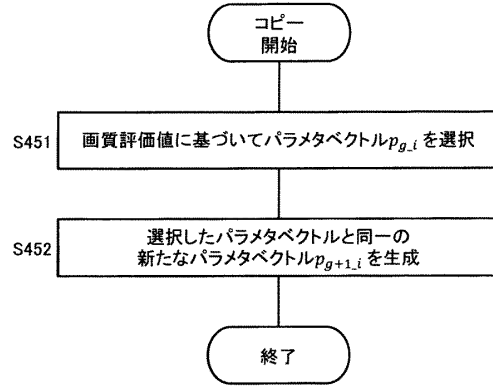 コピー
開始
S451
画質評価値に基づいてパラメタベクトルp_{g_i}を選択
S452
選択したパラメタベクトルと同一の
新たなパラメタベクトルp_{g+1_i}を生成
終了